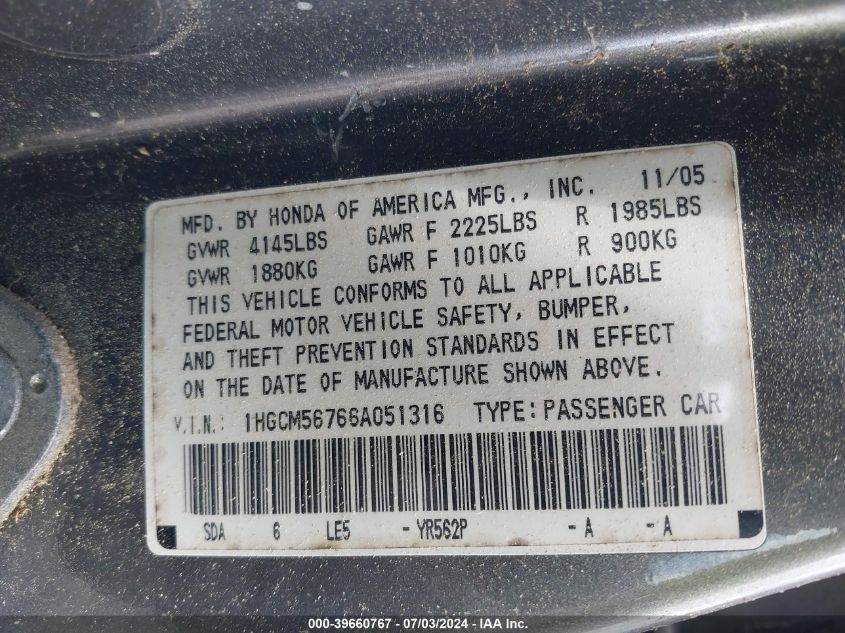 MFD. BY HONDA OF AMERICA MFG., INC. 11/05
GVWR 4145LBS GAWR F 2225LBS R 1985LBS
GVWR 1880KG GAWR F 1010KG R 900KG
THIS VEHICLE CONFORMS TO ALL APPLICABLE
FEDERAL MOTOR VEHICLE SAFETY, BUMPER,
AND THEFT PREVENTION STANDARDS IN EFFECT
ON THE DATE OF MANUFACTURE SHOWN ABOVE.
V.I.N.: 1HGCM56766A051316 TYPE:PASSENGER CAR
SDA 6 LE5 -YR562P -A -A
000-39660767 - 07/03/2024 - IAA Inc.